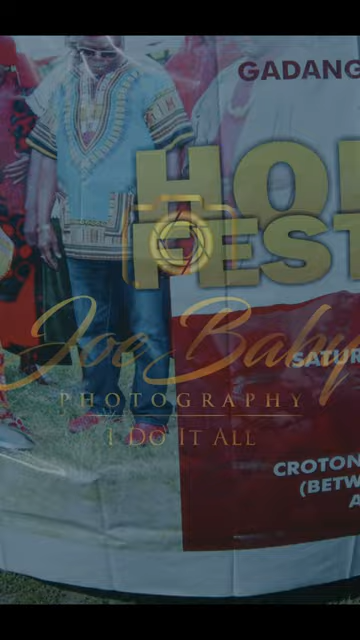 GADANG
HO
FEST
Joe Baby
(SATUR
PHOTOGRAPHY
I DO IT ALL
CROTON
(BETW
A